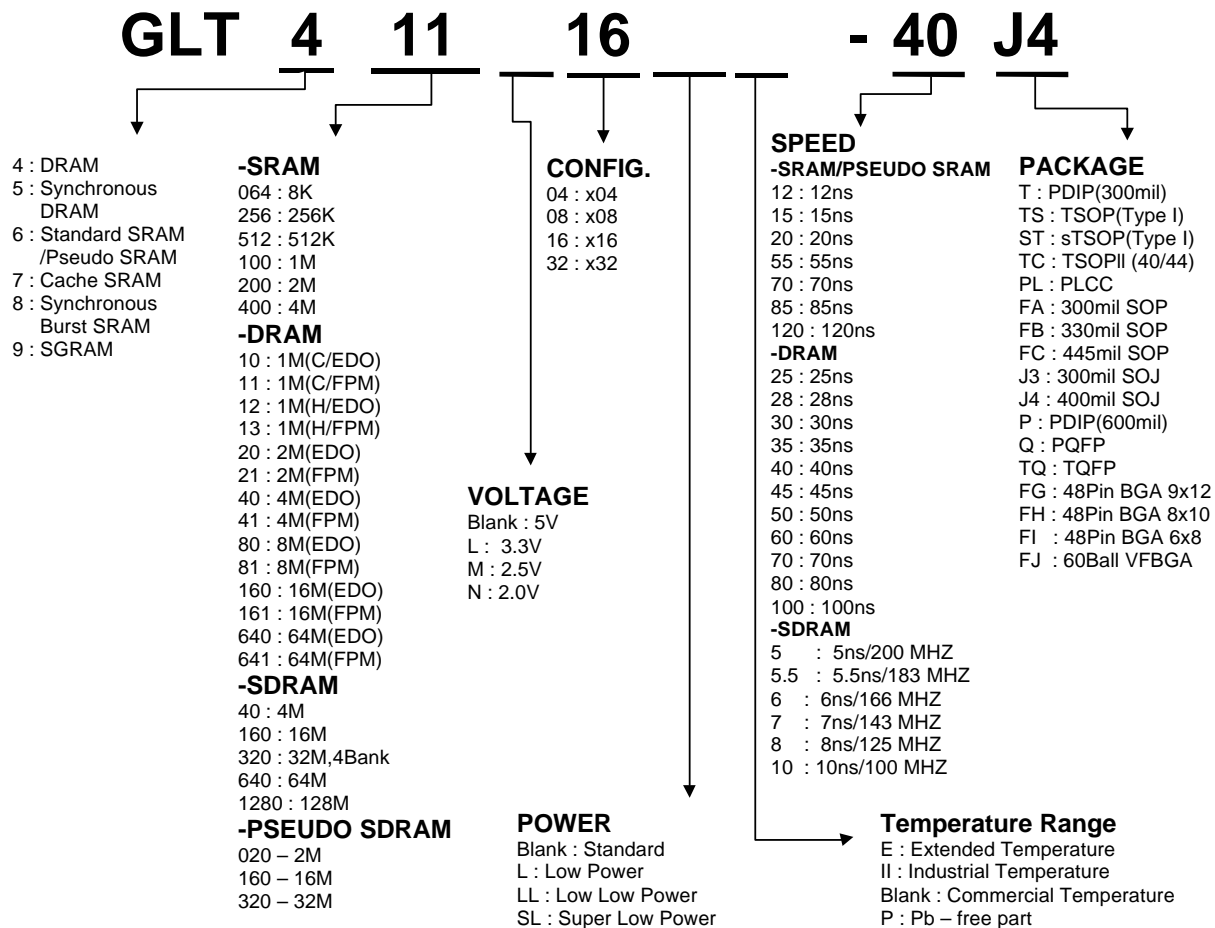 GLT 4 11 16 - 40 J4
4 : DRAM
5 : Synchronous
DRAM
6 : Standard SRAM
/Pseudo SRAM
7 : Cache SRAM
8 : Synchronous
Burst SRAM
9 : SGRAM
-SRAM
064 : 8K
256 : 256K
512 : 512K
100 : 1M
200 : 2M
400 : 4M
-DRAM
10 : 1M(C/EDO)
11 : 1M(C/FPM)
12 : 1M(H/EDO)
13 : 1M(H/FPM)
20 : 2M(EDO)
21 : 2M(FPM)
40 : 4M(EDO)
41 : 4M(FPM)
80 : 8M(EDO)
81 : 8M(FPM)
160 : 16M(EDO)
161 : 16M(FPM)
640 : 64M(EDO)
641 : 64M(FPM)
-SDRAM
40 : 4M
160 : 16M
320 : 32M,4Bank
640 : 64M
1280 : 128M
-PSEUDO SDRAM
020 – 2M
160 – 16M
320 – 32M
VOLTAGE
Blank : 5V
L : 3.3V
M : 2.5V
N : 2.0V
CONFIG.
04 : x04
08 : x08
16 : x16
32 : x32
POWER
Blank : Standard
L : Low Power
LL : Low Low Power
SL : Super Low Power
SPEED
-SRAM/PSEUDO SRAM
12 : 12ns
15 : 15ns
20 : 20ns
55 : 55ns
70 : 70ns
85 : 85ns
120 : 120ns
-DRAM
25 : 25ns
28 : 28ns
30 : 30ns
35 : 35ns
40 : 40ns
45 : 45ns
50 : 50ns
60 : 60ns
70 : 70ns
80 : 80ns
100 : 100ns
-SDRAM
5 : 5ns/200 MHZ
5.5 : 5.5ns/183 MHZ
6 : 6ns/166 MHZ
7 : 7ns/143 MHZ
8 : 8ns/125 MHZ
10 : 10ns/100 MHZ
PACKAGE
T : PDIP(300mil)
TS : TSOP(Type I)
ST : sTSOP(Type I)
TC : TSOPll (40/44)
PL : PLCC
FA : 300mil SOP
FB : 330mil SOP
FC : 445mil SOP
J3 : 300mil SOJ
J4 : 400mil SOJ
P : PDIP(600mil)
Q : PQFP
TQ : TQFP
FG : 48Pin BGA 9x12
FH : 48Pin BGA 8x10
FI : 48Pin BGA 6x8
FJ : 60Ball VFBGA
Temperature Range
E : Extended Temperature
II : Industrial Temperature
Blank : Commercial Temperature
P : Pb – free part